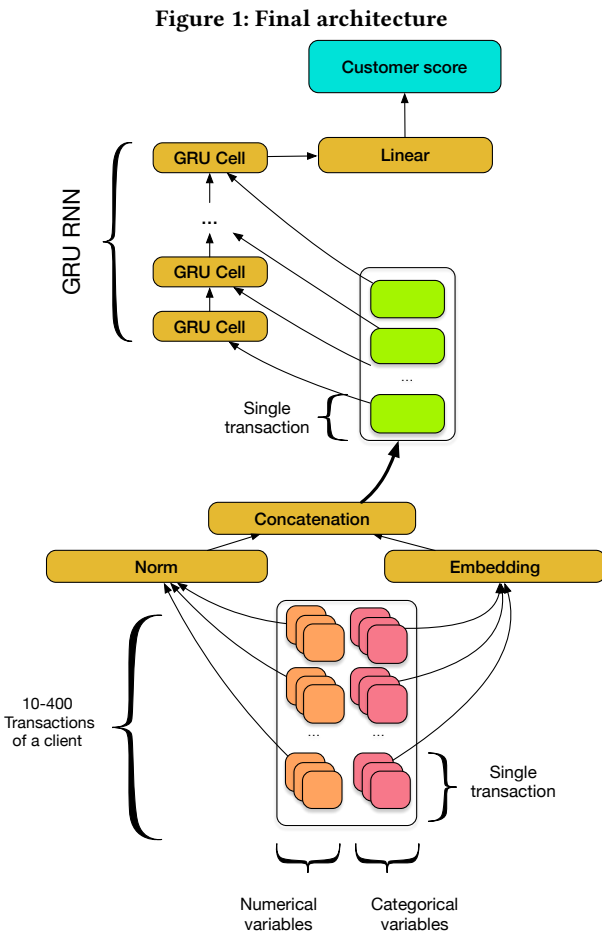 Figure 1: Final architecture
Customer score
GRU Cell
Linear
GRU RNN
...
GRU Cell
GRU Cell
...
Single
transaction
Concatenation
Norm
Embedding
10-400
Transactions
of a client
... ...
Single
transaction
Numerical
variables
Categorical
variables